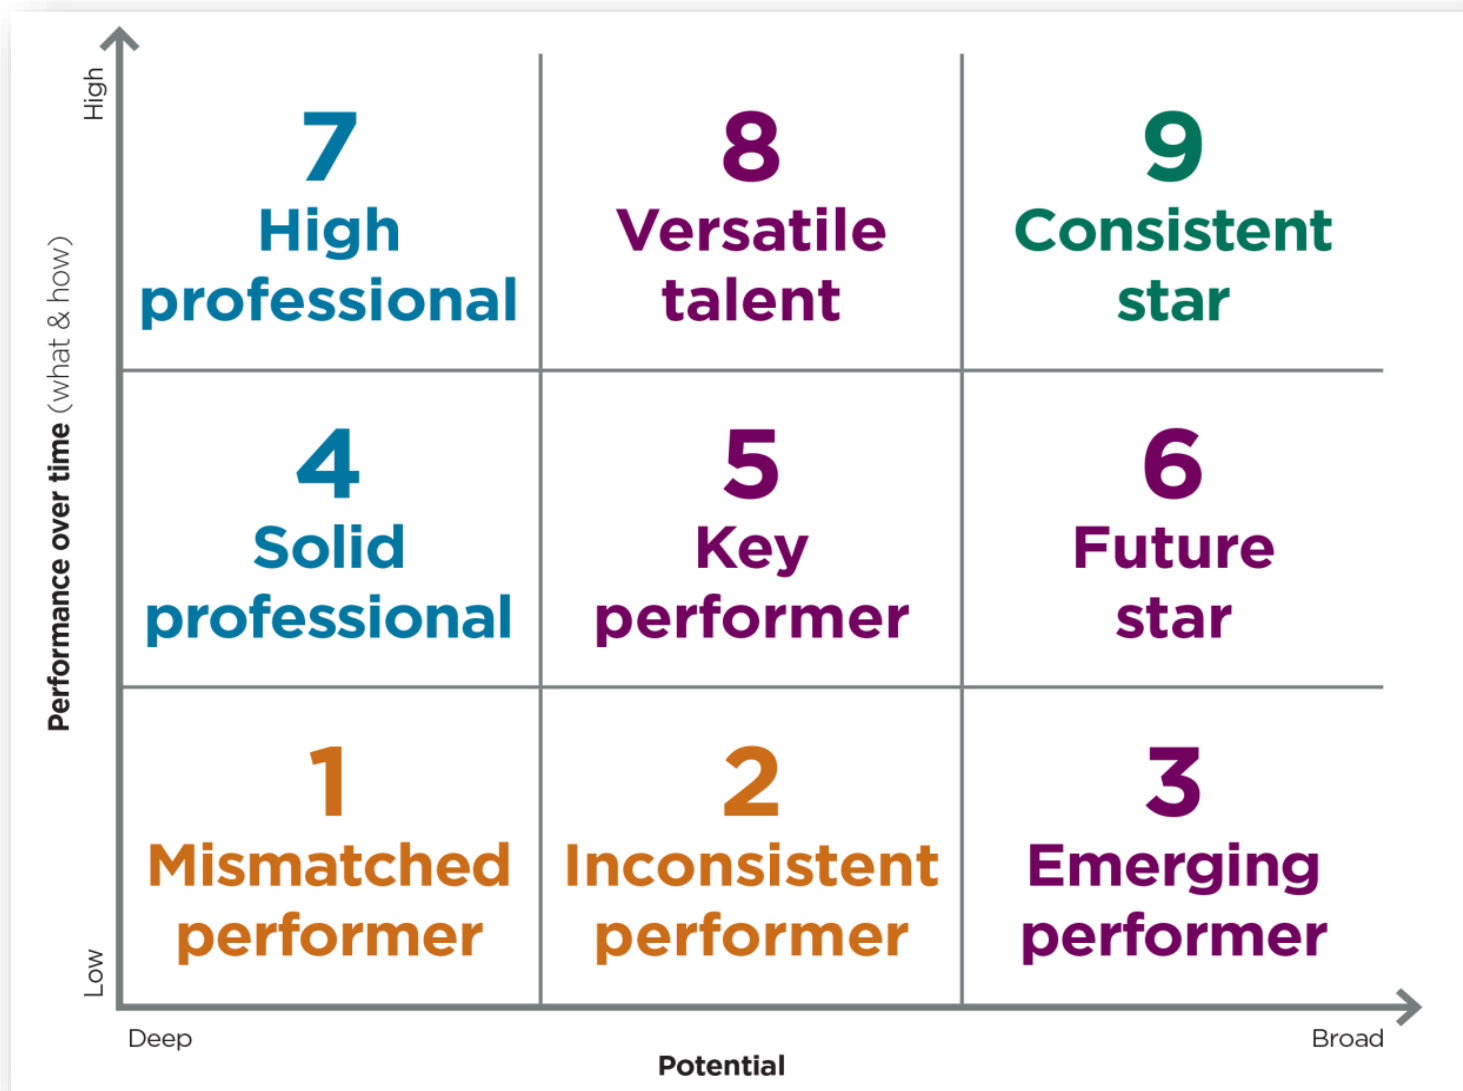 High
7
High
professional
8
Versatile
talent
9
Consistent
star
Performance over time (what & how)
4
Solid
professional
5
Key
performer
6
Future
star
1
Mismatched
performer
2
Inconsistent
performer
3
Emerging
performer
Low
Deep
Broad
Potential